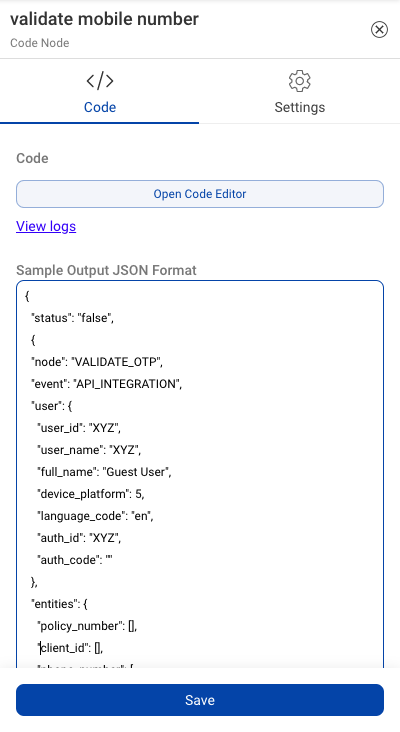 validate mobile number
Code Node
</>
Code
Settings
Code
Open Code Editor
View logs
Sample Output JSON Format
{
"status": "false",
{
"node": "VALIDATE_OTP",
"event": "API_INTEGRATION",
"user": {
"user_id": "XYZ",
"user_name": "XYZ",
"full_name": "Guest User",
"device_platform": 5,
"language_code": "en",
"auth_id": "XYZ",
"auth_code": ""
},
"entities": {
"policy_number": [],
"client_id": [],
Save